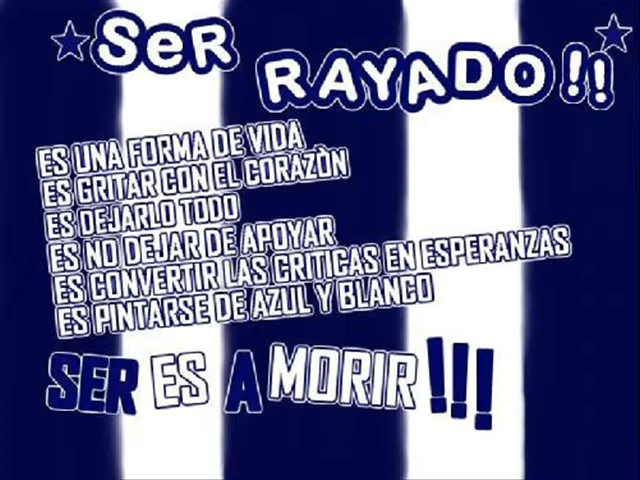 SeR
RAYADO!!
ES UNA FORMA DE VIDA
ES GRITAR CON EL CORAZÒN
ES DEJARLO TODO
ES NO DEJAR DE APOYAR
ES CONVERTIR LAS CRITICAS EN ESPERANZAS
ES PINTARSE DE AZUL Y BLANCO
SER ES A MORIR!!!